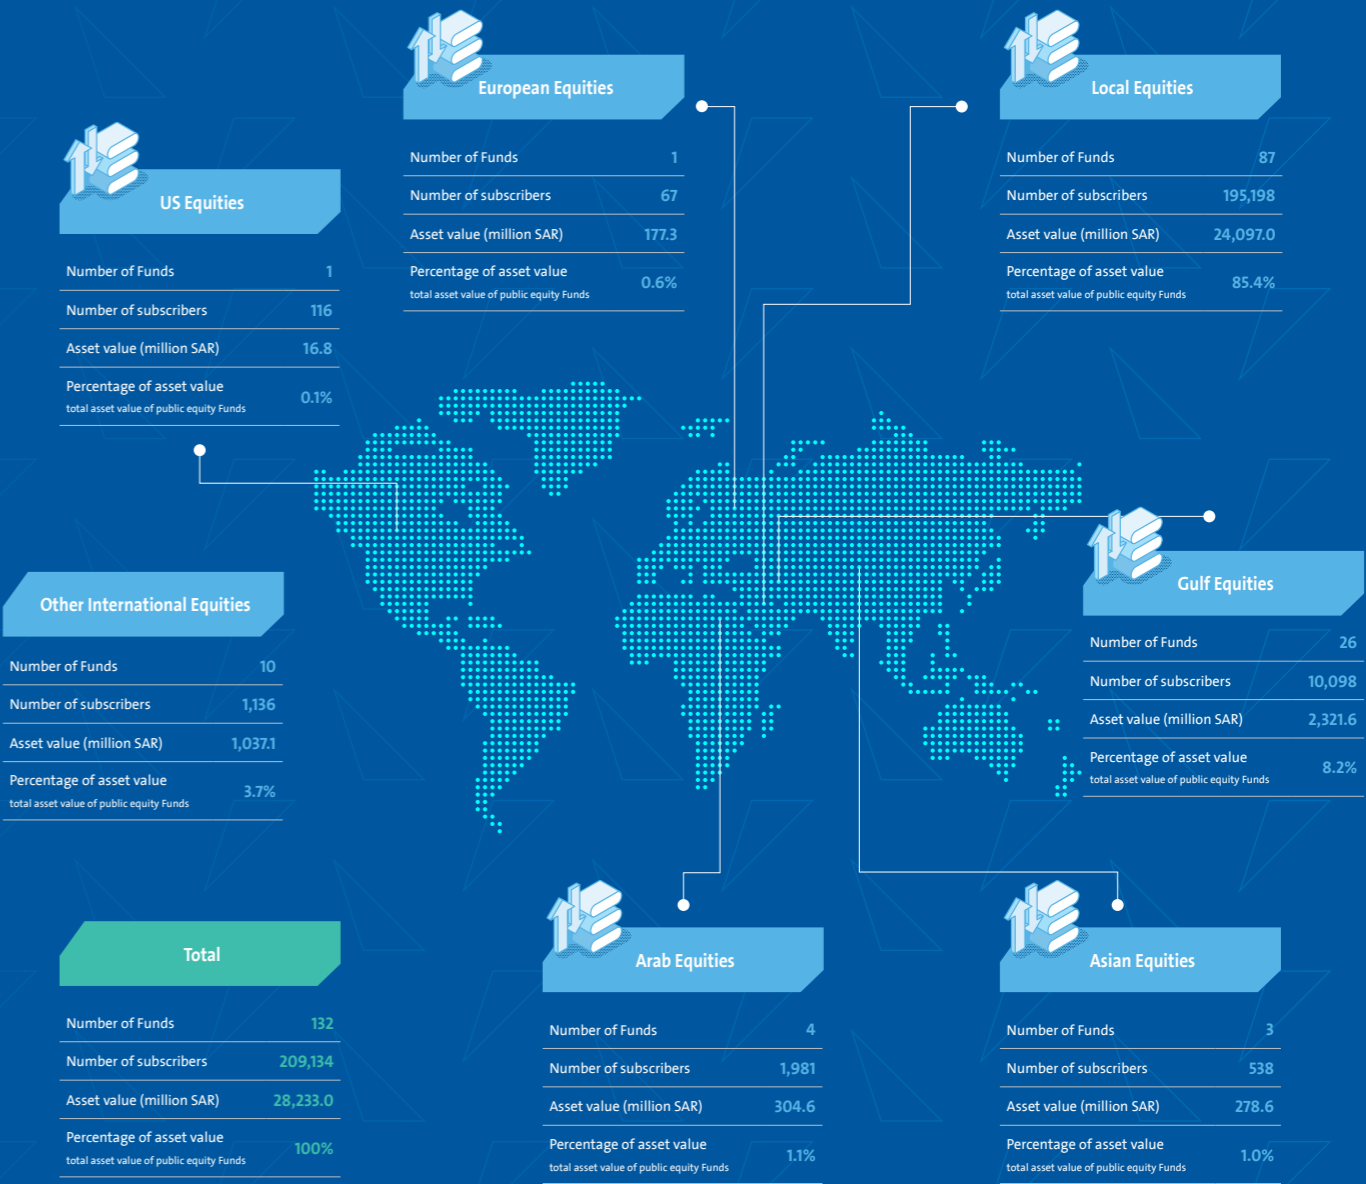 European Equities
Number of Funds 1
Number of subscribers 67
Asset value (million SAR) 177.3
Percentage of asset value
total asset value of public equity Funds 0.6%
Local Equities
Number of Funds 87
Number of subscribers 195,198
Asset value (million SAR) 24,097.0
Percentage of asset value
total asset value of public equity Funds 85.4%
US Equities
Number of Funds 1
Number of subscribers 116
Asset value (million SAR) 16.8
Percentage of asset value
total asset value of public equity Funds 0.1%
Other International Equities
Number of Funds 10
Number of subscribers 1,136
Asset value (million SAR) 1,037.1
Percentage of asset value
total asset value of public equity Funds 3.7%
Gulf Equities
Number of Funds 26
Number of subscribers 10,098
Asset value (million SAR) 2,321.6
Percentage of asset value
total asset value of public equity Funds 8.2%
Total
Number of Funds 132
Number of subscribers 209,134
Asset value (million SAR) 28,233.0
Percentage of asset value
total asset value of public equity Funds 100%
Arab Equities
Number of Funds 4
Number of subscribers 1,981
Asset value (million SAR) 304.6
Percentage of asset value
total asset value of public equity Funds 1.1%
Asian Equities
Number of Funds 3
Number of subscribers 538
Asset value (million SAR) 278.6
Percentage of asset value
total asset value of public equity Funds 1.0%